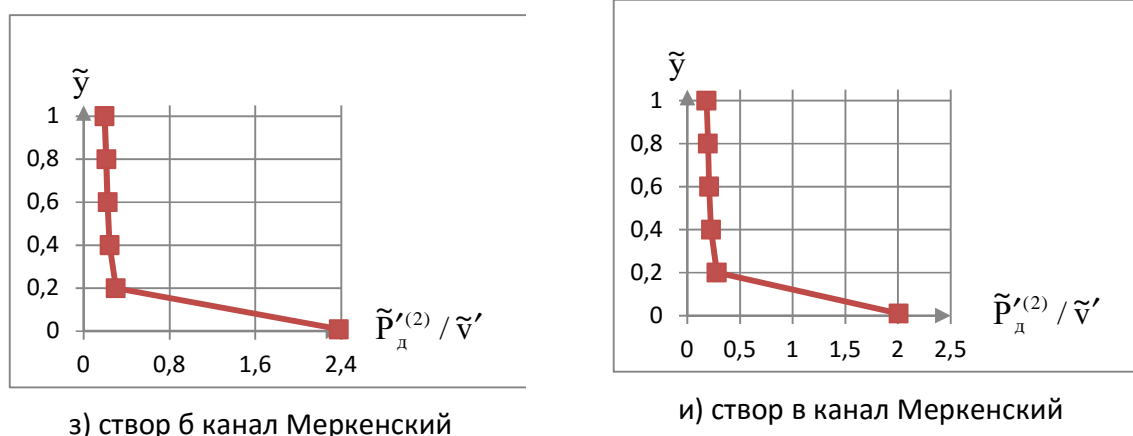 ỹ
1
0,8
0,6
0,4
0,2
0
0 0,8 1,6 2,4
P̃′д⁽²⁾ / ṽ′
з) створ б канал Меркенский
ỹ
1
0,8
0,6
0,4
0,2
0
0 0,5 1 1,5 2 2,5
P̃′д⁽²⁾ / ṽ′
и) створ в канал Меркенский